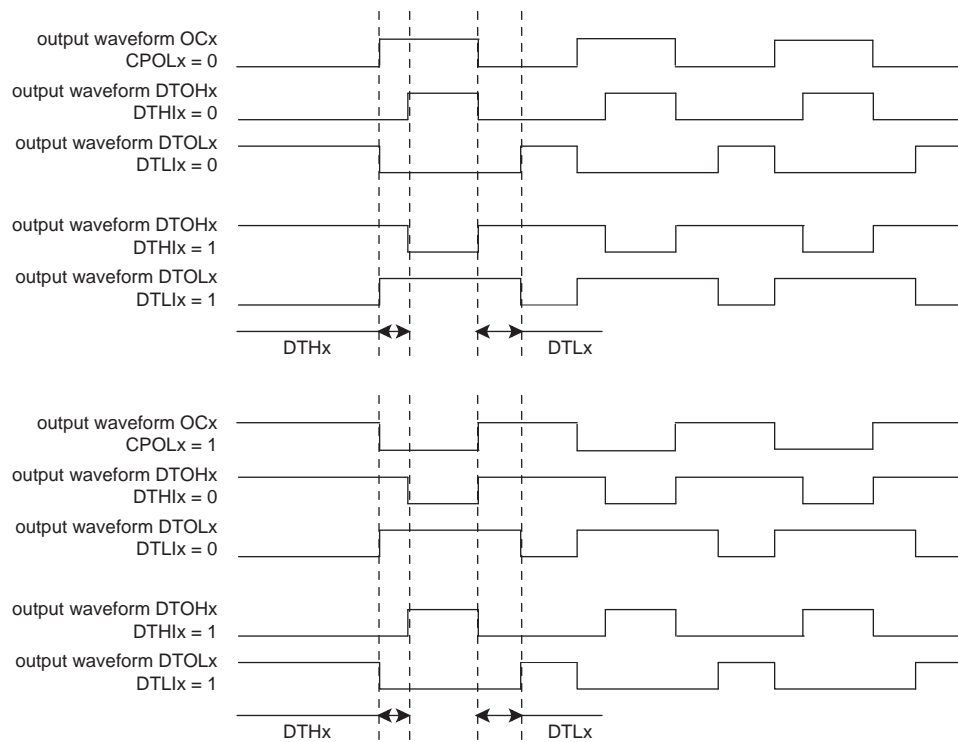 output waveform OCx
CPOLx = 0
output waveform DTOHx
DTHIx = 0
output waveform DTOLx
DTLIx = 0
output waveform DTOHx
DTHIx = 1
output waveform DTOLx
DTLIx = 1
DTHx
DTLx
output waveform OCx
CPOLx = 1
output waveform DTOHx
DTHIx = 0
output waveform DTOLx
DTLIx = 0
output waveform DTOHx
DTHIx = 1
output waveform DTOLx
DTLIx = 1
DTHx
DTLx